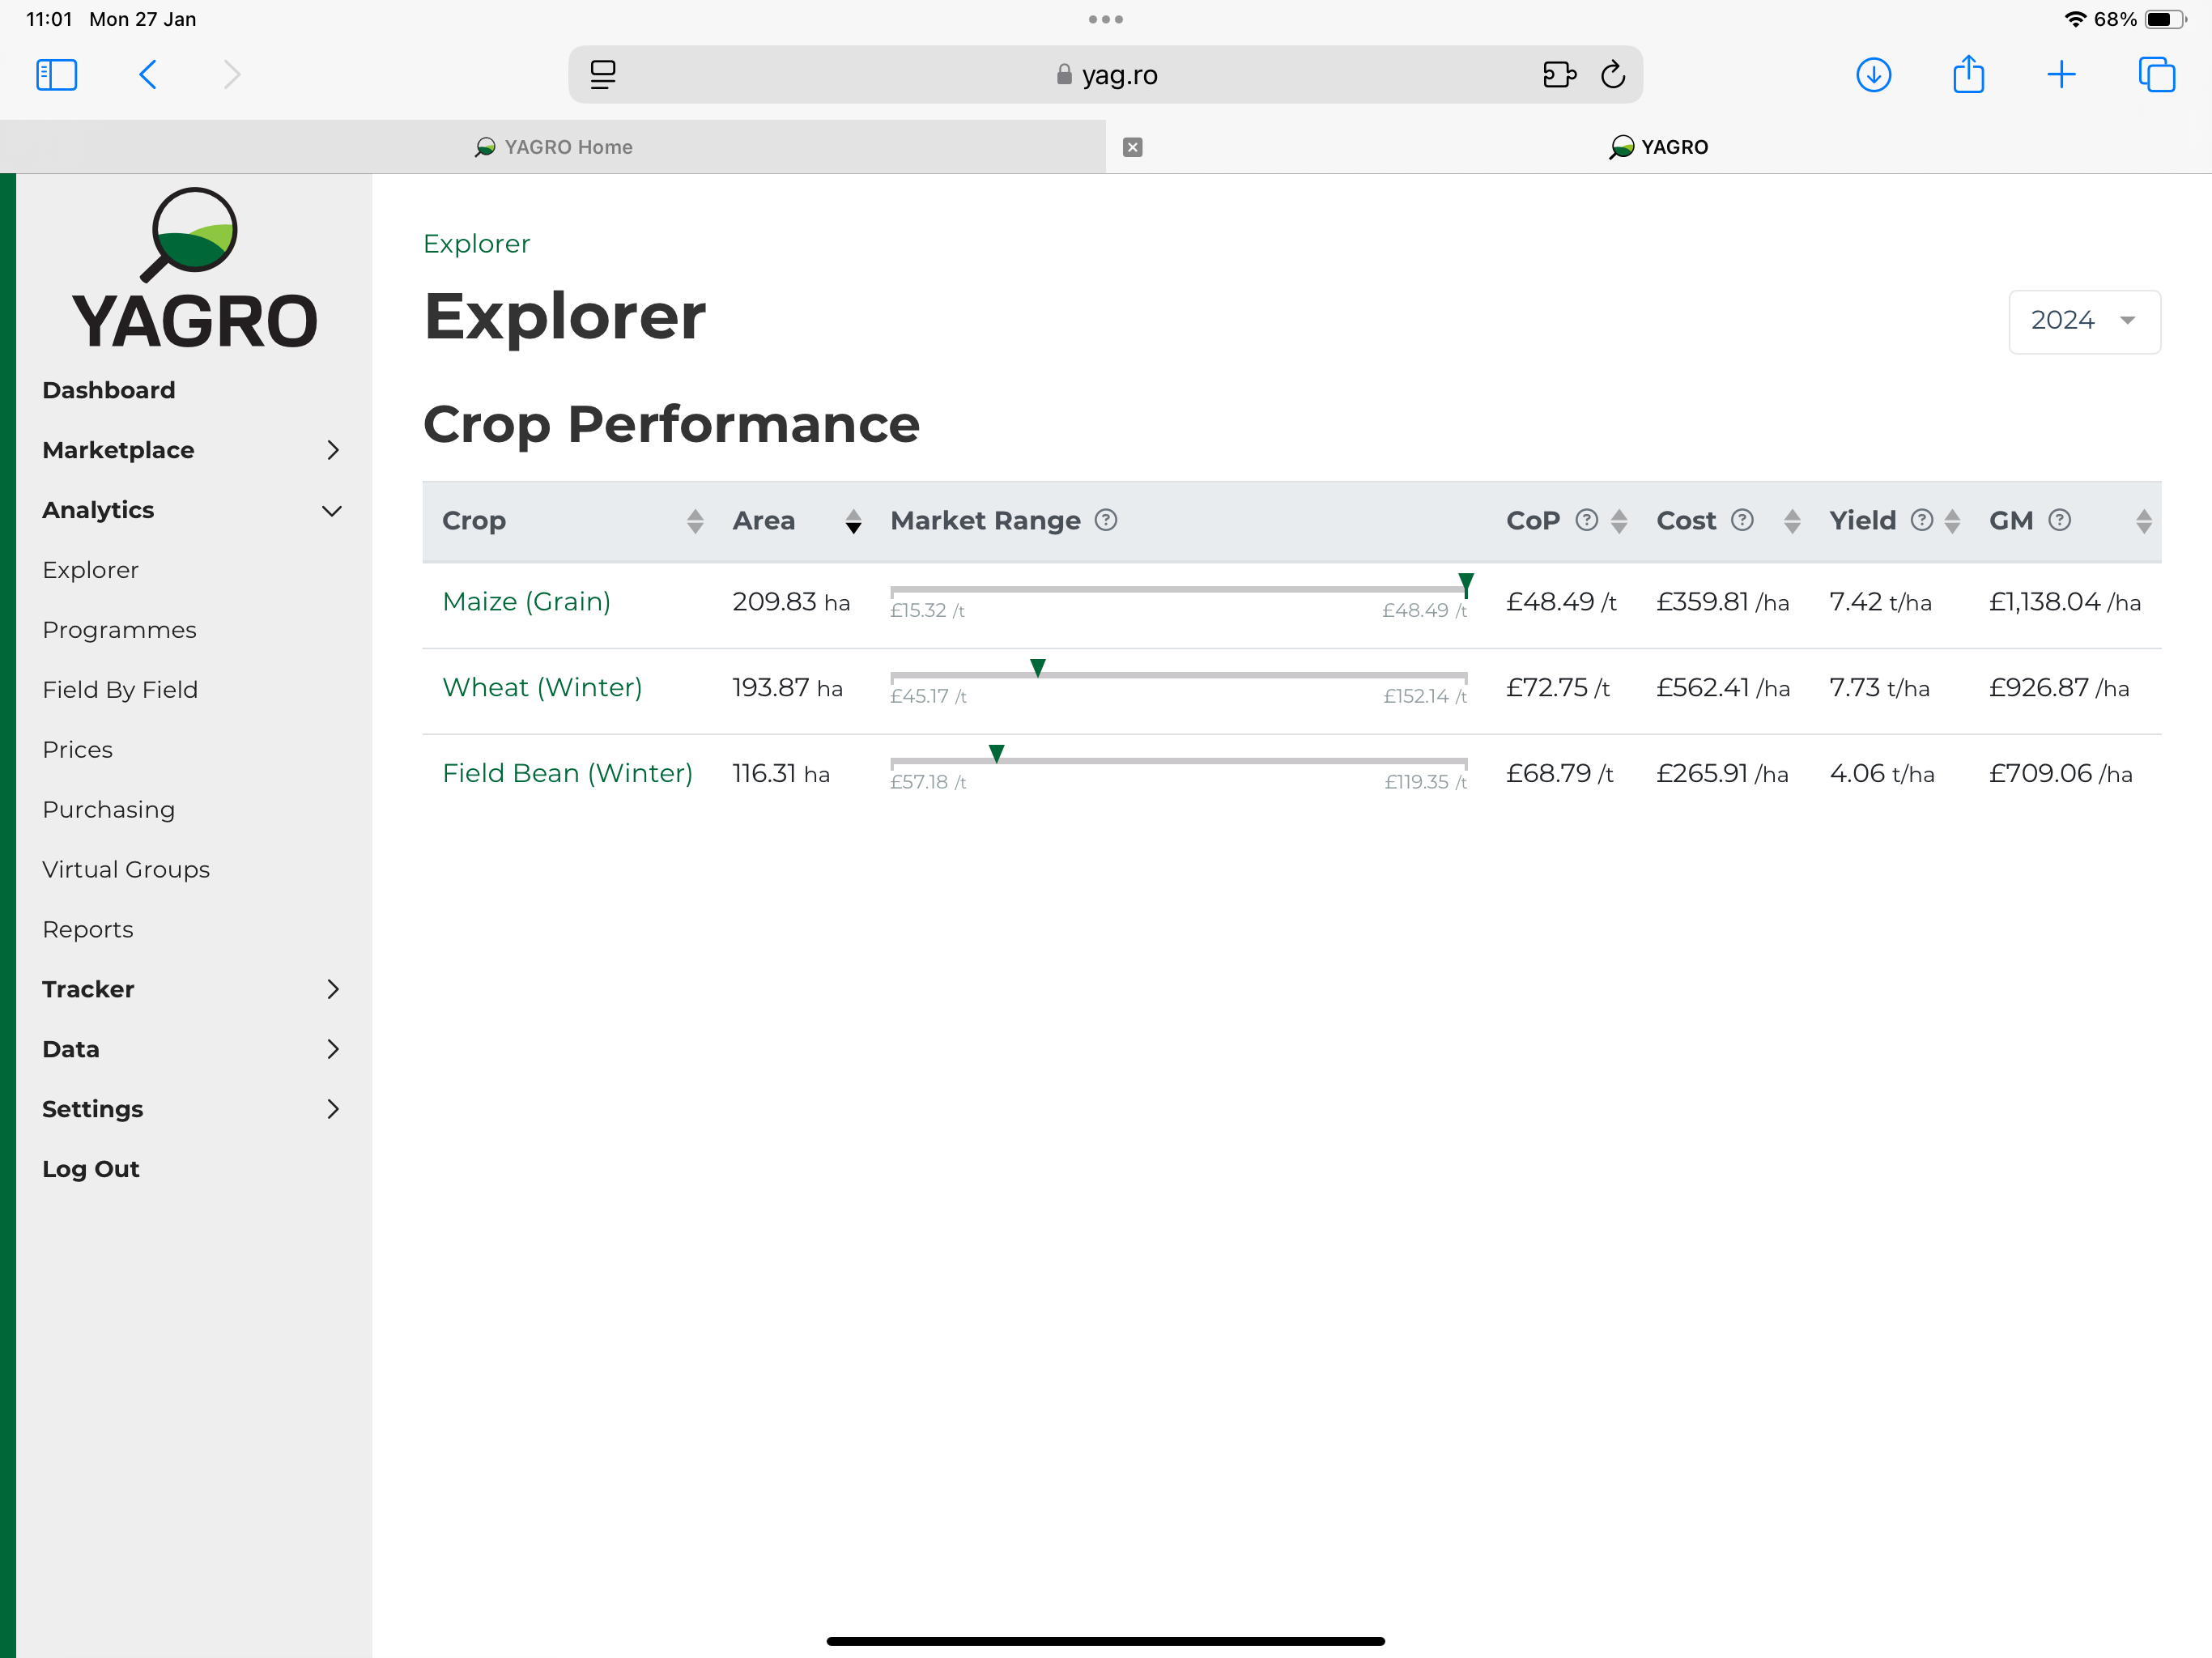 11:01 Mon 27 Jan
68%
yag.ro
YAGRO Home
YAGRO
YAGRO
Dashboard
Marketplace
Analytics
Explorer
Programmes
Field By Field
Prices
Purchasing
Virtual Groups
Reports
Tracker
Data
Settings
Log Out
Explorer
Explorer
2024
Crop Performance
Crop Area Market Range ? CoP ? Cost ? Yield ? GM ?
Maize (Grain) 209.83 ha £15.32 /t £48.49 /t £48.49 /t £359.81 /ha 7.42 t/ha £1,138.04 /ha
Wheat (Winter) 193.87 ha £45.17 /t £152.14 /t £72.75 /t £562.41 /ha 7.73 t/ha £926.87 /ha
Field Bean (Winter) 116.31 ha £57.18 /t £119.35 /t £68.79 /t £265.91 /ha 4.06 t/ha £709.06 /ha